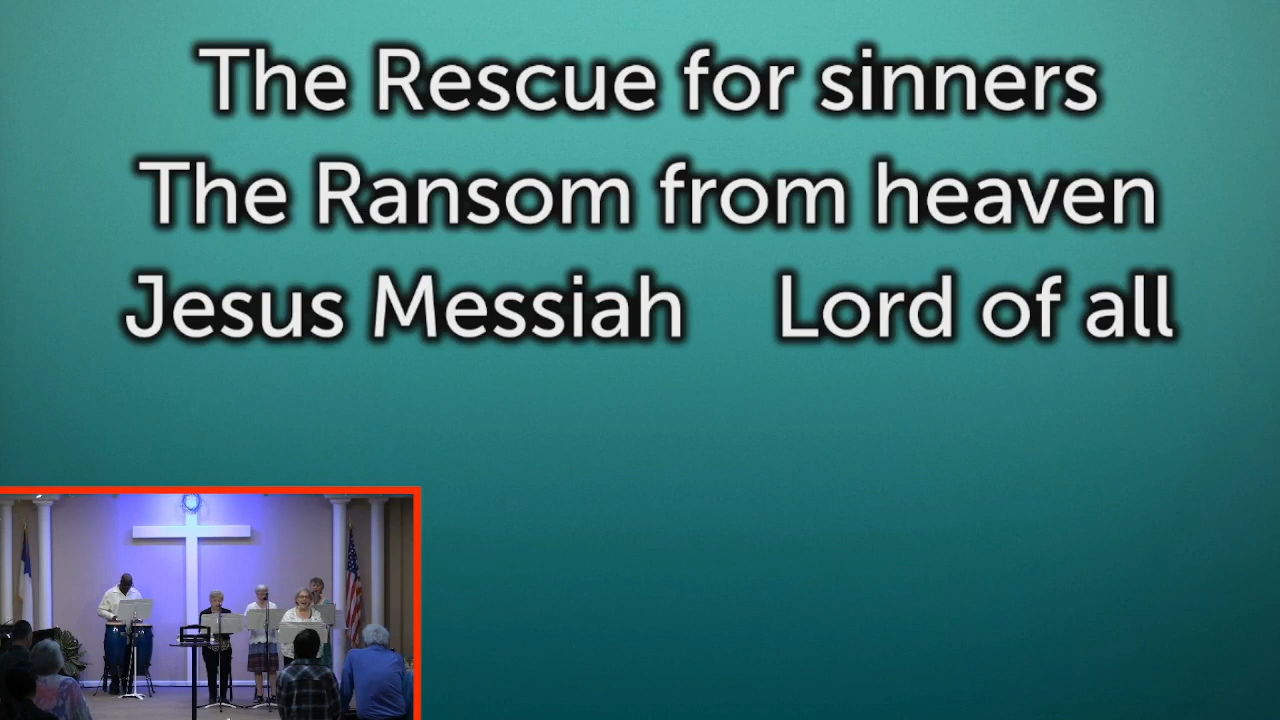 The Rescue for sinners
The Ransom from heaven
Jesus Messiah Lord of all